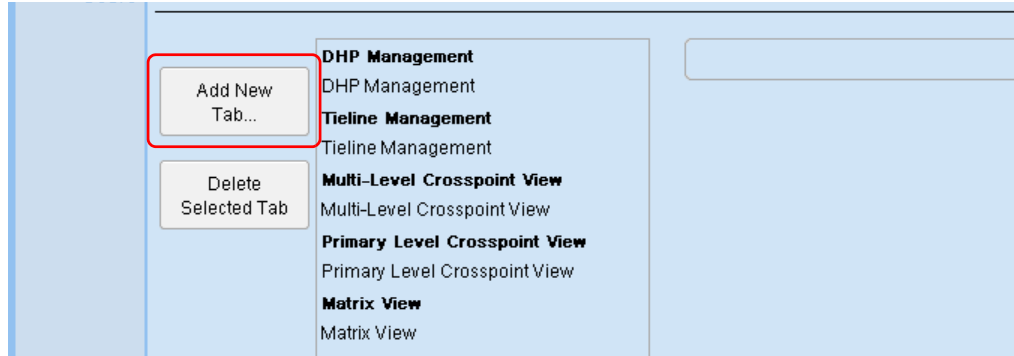 Add New
Tab...
Delete
Selected Tab
DHP Management
DHP Management
Tieline Management
Tieline Management
Multi-Level Crosspoint View
Multi-Level Crosspoint View
Primary Level Crosspoint View
Primary Level Crosspoint View
Matrix View
Matrix View